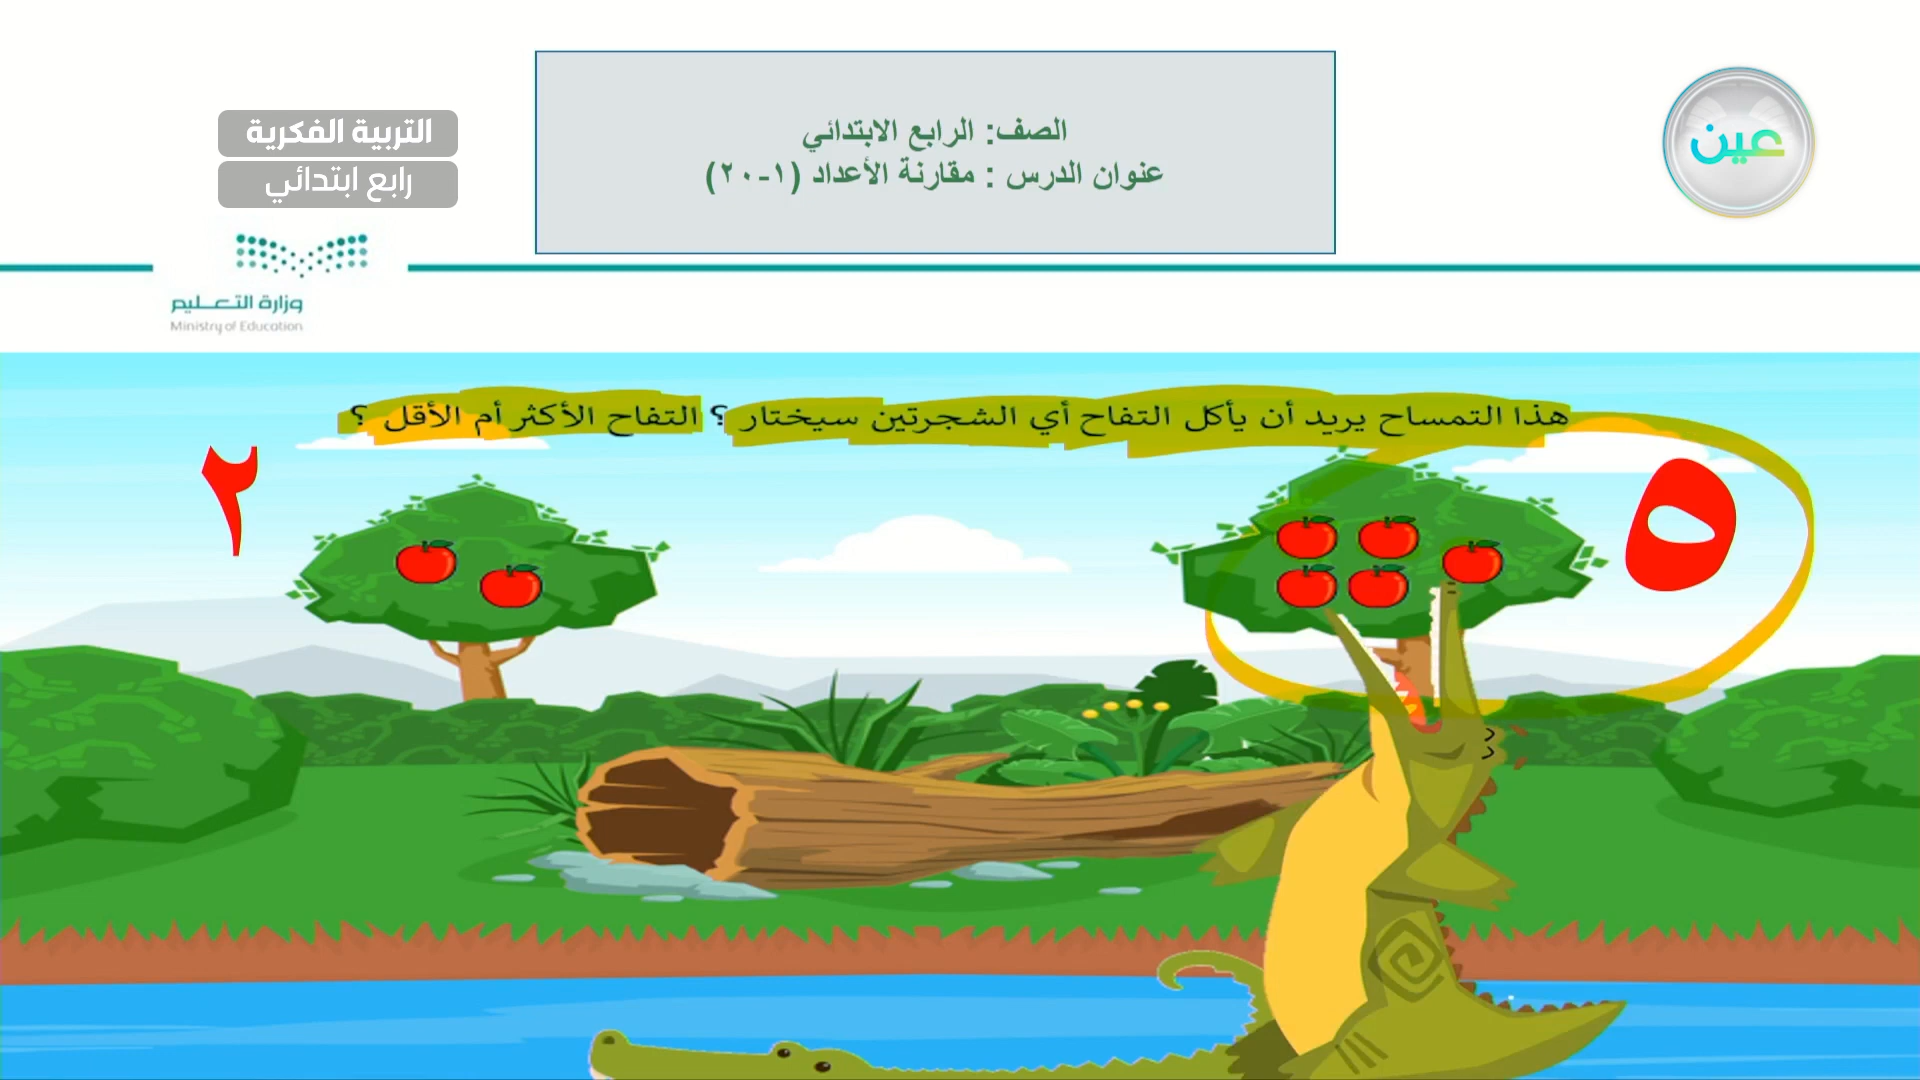 الصف: الرابع الابتدائي
عنوان الدرس : مقارنة الأعداد (١-٢٠)
عين
التربية الفكرية
رابع ابتدائي
وزارة التعليم
Ministry of Education
هذا التمساح يريد أن يأكل التفاح أي الشجرتين سيختار ؟ التفاح الأكثر أم الأقل ؟
٥
٢